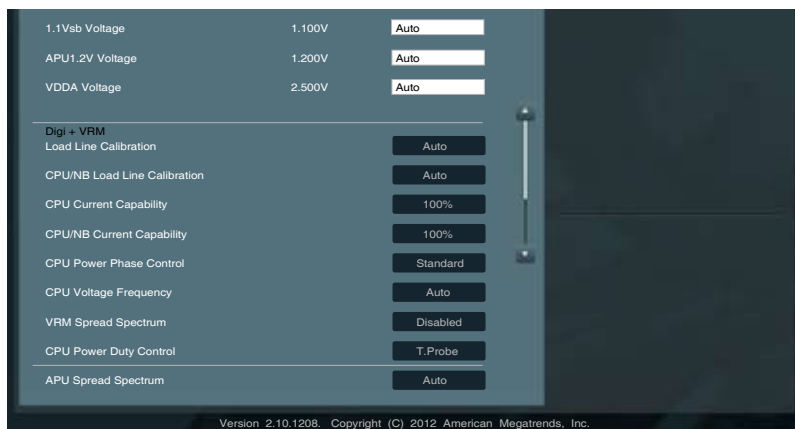 1.1Vsb Voltage 1.100V Auto
APU1.2V Voltage 1.200V Auto
VDDA Voltage 2.500V Auto
Digi + VRM
Load Line Calibration Auto
CPU/NB Load Line Calibration Auto
CPU Current Capability 100%
CPU/NB Current Capability 100%
CPU Power Phase Control Standard
CPU Voltage Frequency Auto
VRM Spread Spectrum Disabled
CPU Power Duty Control T.Probe
APU Spread Spectrum Auto
Version 2.10.1208. Copyright (C) 2012 American Megatrends, Inc.